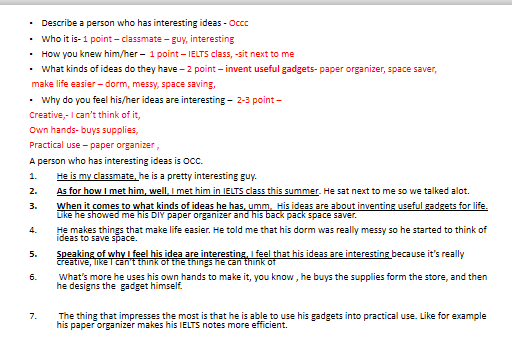 • Describe a person who has interesting ideas - Occc
• Who it is- 1 point – classmate – guy, interesting
• How you knew him/her – 1 point – IELTS class, -sit next to me
• What kinds of ideas do they have – 2 point – invent useful gadgets- paper organizer, space saver,
make life easier – dorm, messy, space saving,
• Why do you feel his/her ideas are interesting – 2-3 point –
Creative,- I can't think of it,
Own hands- buys supplies,
Practical use – paper organizer ,
A person who has interesting ideas is OCC.
1. He is my classmate, he is a pretty interesting guy.
2. As for how I met him, well, I met him in IELTS class this summer. He sat next to me so we talked alot.
3. When it comes to what kinds of ideas he has, umm, His ideas are about inventing useful gadgets for life.
Like he showed me his DIY paper organizer and his back pack space saver.
4. He makes things that make life easier. He told me that his dorm was really messy so he started to think of
ideas to save space.
5. Speaking of why I feel his idea are interesting, I feel that his ideas are interesting because it's really
creative, like I can't think of the things he can think of
6. What's more he uses his own hands to make it, you know , he buys the supplies form the store, and then
he designs the gadget himself.
7. The thing that impresses the most is that he is able to use his gadgets into practical use. Like for example
his paper organizer makes his IELTS notes more efficient.